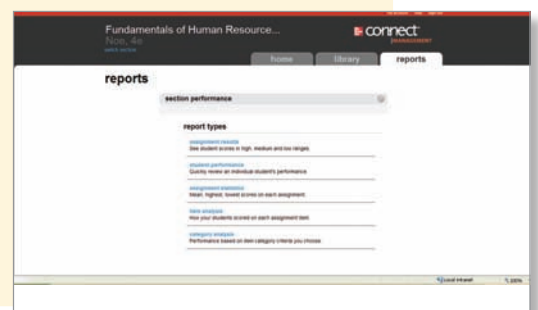 Fundamentals of Human Resource...
Noe, 4e
connect
MANAGEMENT
home library reports
reports
section performance
report types
assignment results
See student scores in high, medium and low ranges.
student performance
Quickly review an individual student's performance
assignment statistics
Mean, highest, lowest scores on each assignment.
item analysis
How your students scored on each assignment item.
category analysis
Performance based on item category criteria you choose
Local intranet 100%